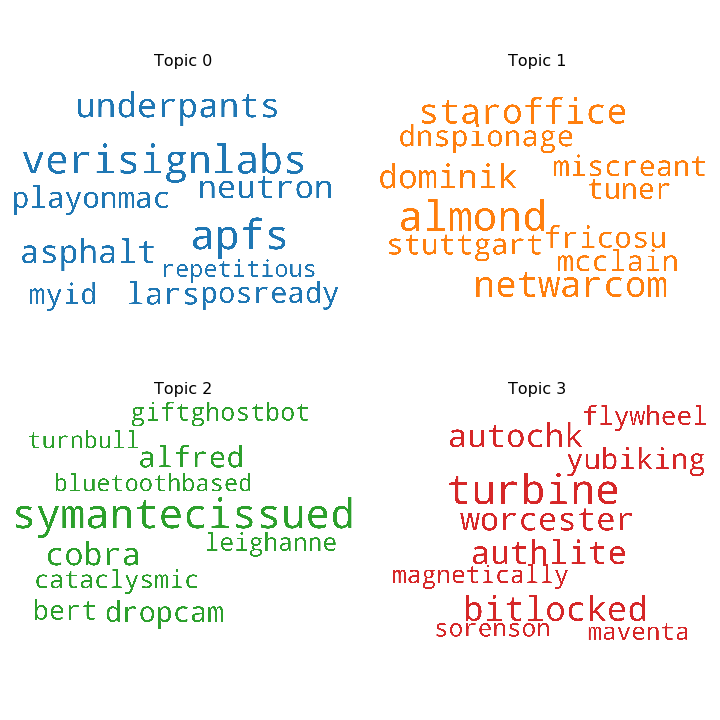 Topic 0
underpants
verisignlabs
playonmac
neutron
apfs
asphalt
repetitious
myid
lars
posready
Topic 1
staroffice
dnspionage
miscreant
dominik
tuner
almond
stuttgart
fricosu
mcclain
netwarcom
Topic 2
giftghostbot
turnbull
alfred
bluetoothbased
symantecissued
leighanne
cobra
cataclysmic
bert
dropcam
Topic 3
flywheel
autochk
yubiking
turbine
worcester
authlite
magnetically
bitlocked
sorenson
maventa